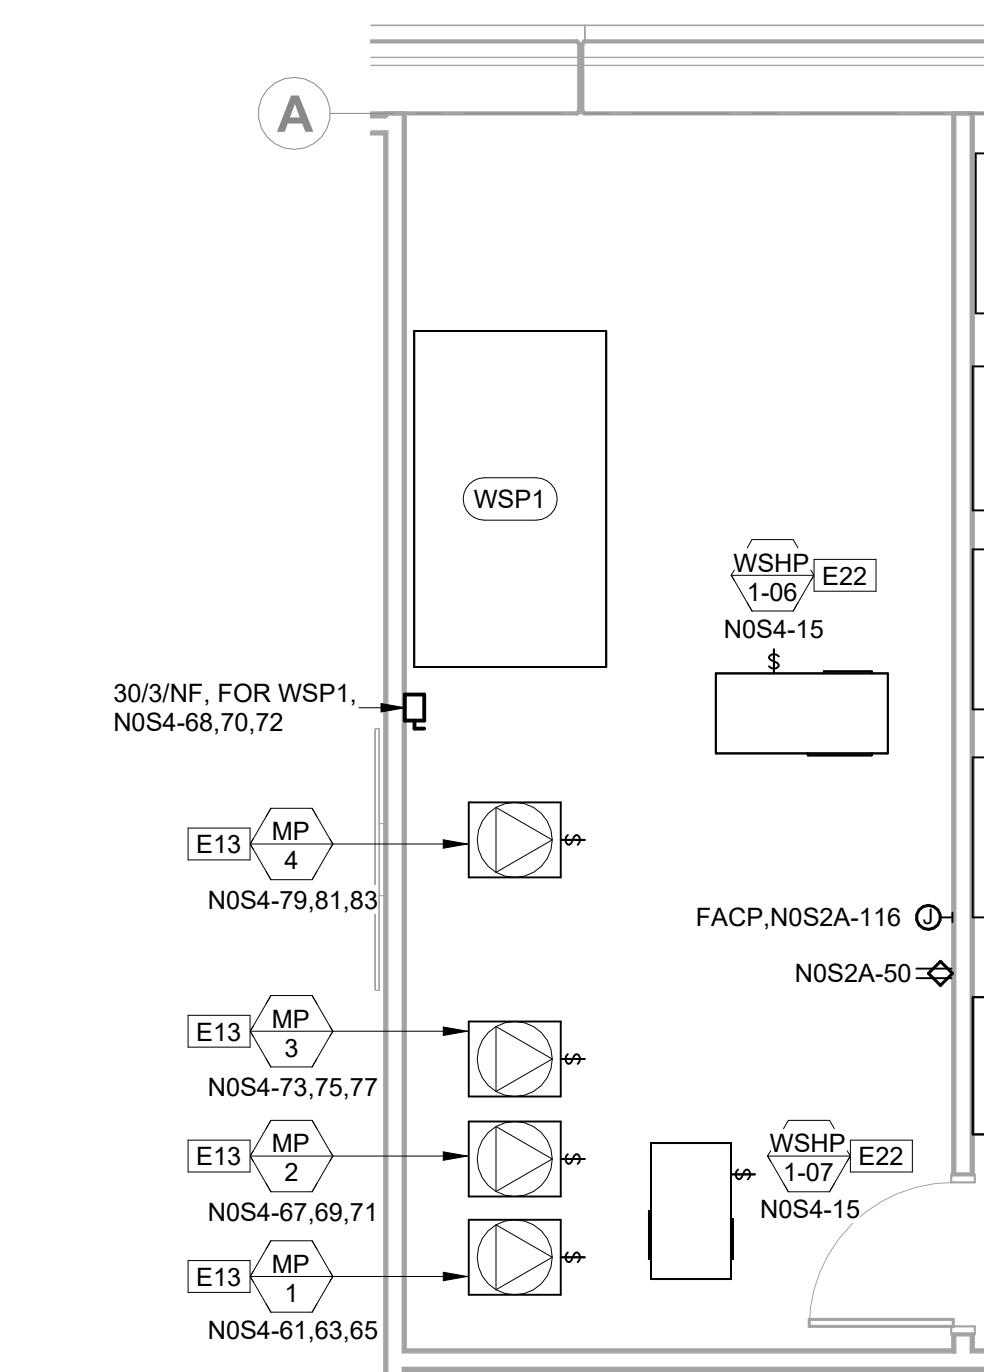 A
WSP1
WSHP
1-06
E22
N0S4-15
$
30/3/NF, FOR WSP1,
N0S4-68,70,72
E13
MP
4
N0S4-79,81,83
$
FACP,N0S2A-116
J
N0S2A-50
E13
MP
3
N0S4-73,75,77
$
E13
MP
2
N0S4-67,69,71
$
WSHP
1-07
E22
N0S4-15
$
E13
MP
1
N0S4-61,63,65
$